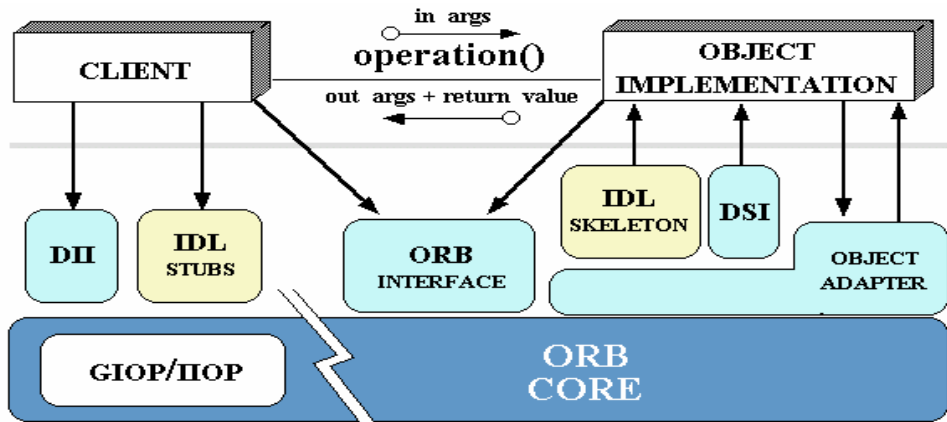 in args
CLIENT
operation()
OBJECT
IMPLEMENTATION
out args + return value
DII
IDL
STUBS
ORB
INTERFACE
IDL
SKELETON
DSI
OBJECT
ADAPTER
GIOP/IIOP
ORB
CORE